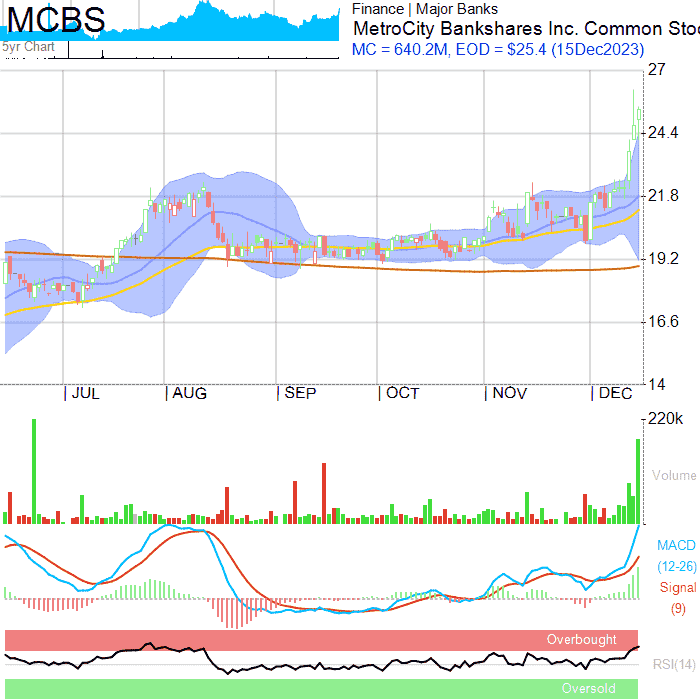 MCBS
Finance | Major Banks
MetroCity Bankshares Inc. Common Sto
MC = 640.2M, EOD = $25.4 (15Dec2023)
5yr Chart
27
24.4
21.8
19.2
16.6
14
JUL AUG SEP OCT NOV DEC
220k
Volume
MACD
(12-26)
Signal
(9)
Overbought
RSI(14)
Oversold